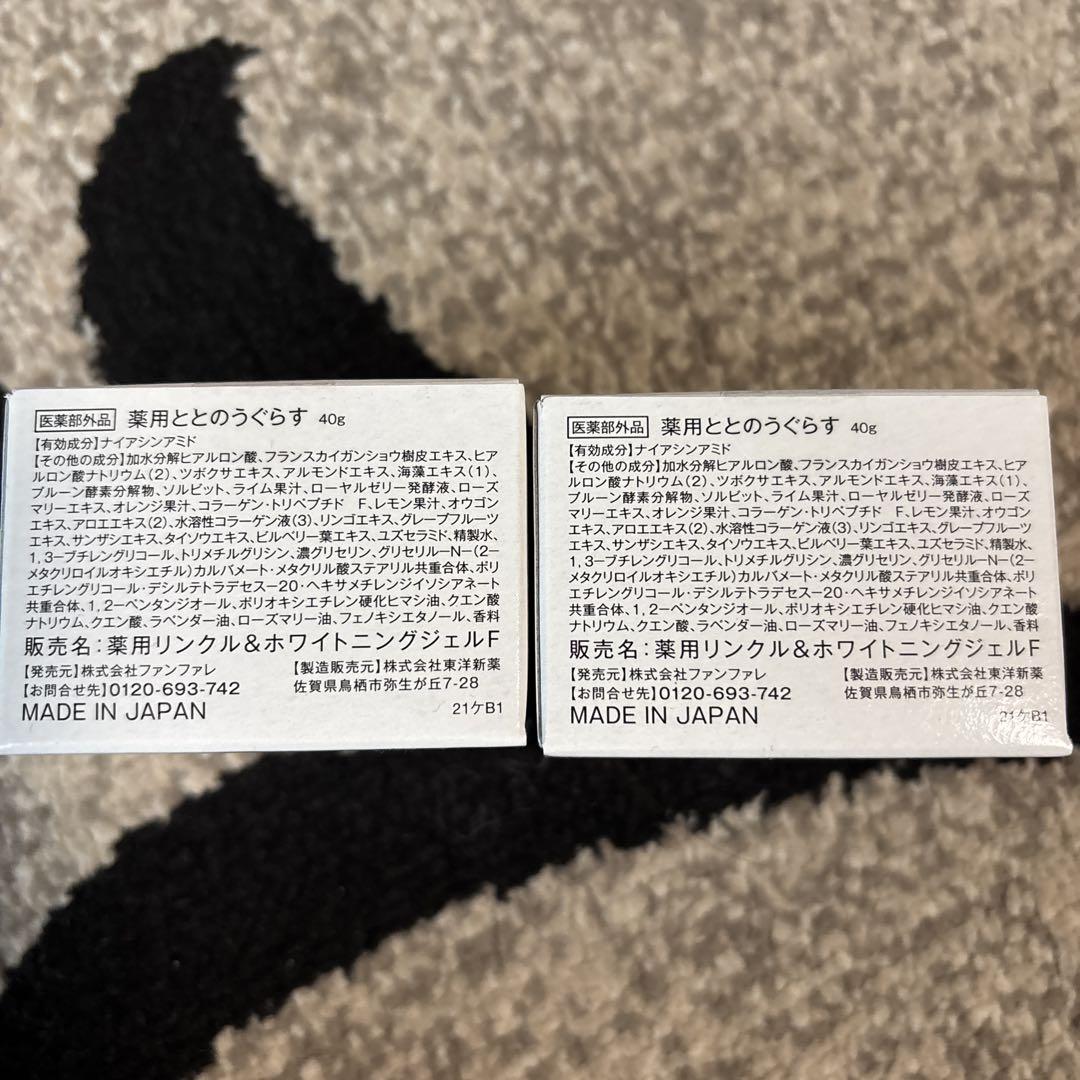 医薬部外品 薬用ととのうぐらす 40g
【有効成分】ナイアシンアミド
【その他の成分】加水分解ヒアルロン酸、フランスカイガンショウ樹皮エキス、ヒア
ルロン酸ナトリウム(2)、ツボクサエキス、アルモンドエキス、海藻エキス(1)、
プルーン酵素分解物、ソルビット、ライム果汁、ローヤルゼリー発酵液、ローズ
マリーエキス、オレンジ果汁、コラーゲン・トリペプチド F、レモン果汁、オウゴン
エキス、アロエエキス(2)、水溶性コラーゲン液(3)、リンゴエキス、グレープフルーツ
エキス、サンザシエキス、タイソウエキス、ビルベリー葉エキス、ユズセラミド、精製水、
1,3-ブチレングリコール、トリメチルグリシン、濃グリセリン、グリセリル-N-(2-
メタクリロイルオキシエチル)カルバメート・メタクリル酸ステアリル共重合体、ポリ
エチレングリコール・デシルテトラデセス-20・ヘキサメチレンジイソシアネート
共重合体、1,2-ペンタンジオール、ポリオキシエチレン硬化ヒマシ油、クエン酸
ナトリウム、クエン酸、ラベンダー油、ローズマリー油、フェノキシエタノール、香料
販売名:薬用リンクル&ホワイトニングジェルF
【発売元】株式会社ファンファレ 【製造販売元】株式会社東洋新薬
【お問合せ先】0120-693-742 佐賀県鳥栖市弥生が丘7-28
MADE IN JAPAN 21ケB1
医薬部外品 薬用ととのうぐらす 40g
【有効成分】ナイアシンアミド
【その他の成分】加水分解ヒアルロン酸、フランスカイガンショウ樹皮エキス、ヒア
ルロン酸ナトリウム(2)、ツボクサエキス、アルモンドエキス、海藻エキス(1)、
プルーン酵素分解物、ソルビット、ライム果汁、ローヤルゼリー発酵液、ローズ
マリーエキス、オレンジ果汁、コラーゲン・トリペプチド F、レモン果汁、オウゴン
エキス、アロエエキス(2)、水溶性コラーゲン液(3)、リンゴエキス、グレープフルーツ
エキス、サンザシエキス、タイソウエキス、ビルベリー葉エキス、ユズセラミド、精製水、
1,3-ブチレングリコール、トリメチルグリシン、濃グリセリン、グリセリル-N-(2-
メタクリロイルオキシエチル)カルバメート・メタクリル酸ステアリル共重合体、ポリ
エチレングリコール・デシルテトラデセス-20・ヘキサメチレンジイソシアネート
共重合体、1,2-ペンタンジオール、ポリオキシエチレン硬化ヒマシ油、クエン酸
ナトリウム、クエン酸、ラベンダー油、ローズマリー油、フェノキシエタノール、香料
販売名:薬用リンクル&ホワイトニングジェルF
【発売元】株式会社ファンファレ 【製造販売元】株式会社東洋新薬
【お問合せ先】0120-693-742 佐賀県鳥栖市弥生が丘7-28
MADE IN JAPAN 21ケB1